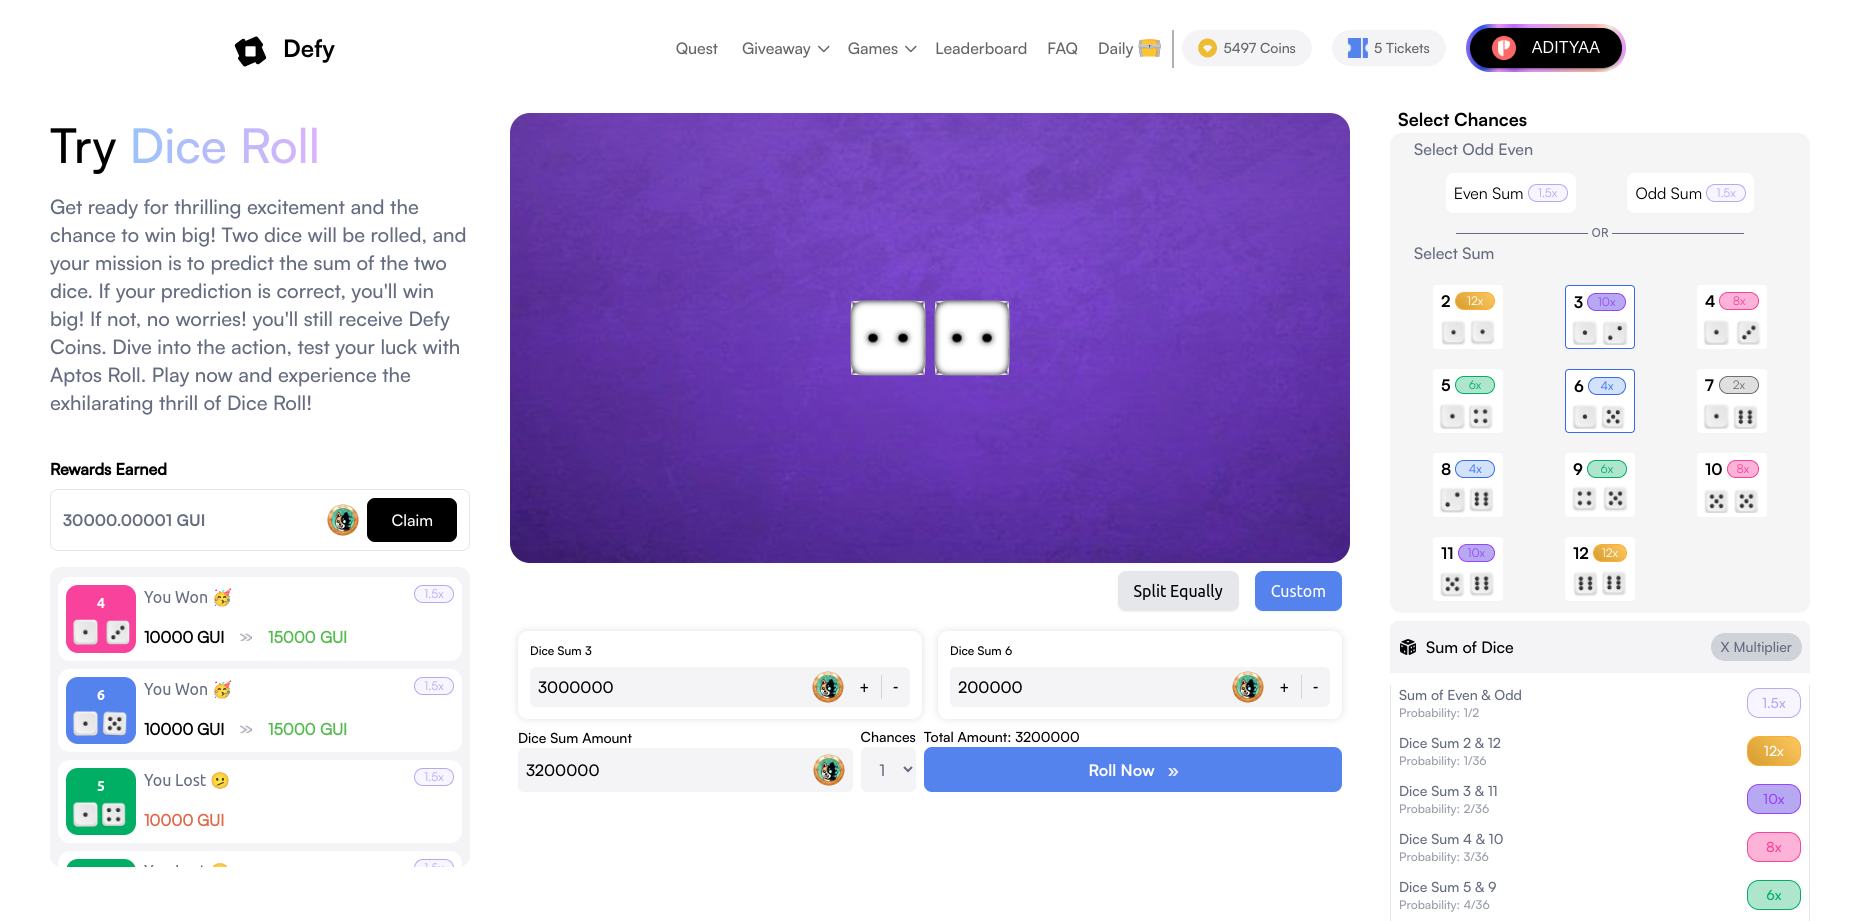 Defy
Quest
Giveaway
Games
Leaderboard
FAQ
Daily
5497 Coins
5 Tickets
ADITYAA
Try Dice Roll
Get ready for thrilling excitement and the
chance to win big! Two dice will be rolled, and
your mission is to predict the sum of the two
dice. If your prediction is correct, you'll win
big! If not, no worries! you'll still receive Defy
Coins. Dive into the action, test your luck with
Aptos Roll. Play now and experience the
exhilarating thrill of Dice Roll!
Rewards Earned
30000.00001 GUI
Claim
4
You Won 🥳
1.5x
10000 GUI » 15000 GUI
6
You Won 🥳
1.5x
10000 GUI » 15000 GUI
5
You Lost 🫤
1.5x
10000 GUI
Split Equally
Custom
Dice Sum 3
3000000
+ | -
Dice Sum 6
200000
+ | -
Dice Sum Amount
3200000
Chances
1
Total Amount: 3200000
Roll Now »
Select Chances
Select Odd Even
Even Sum 1.5x
Odd Sum 1.5x
OR
Select Sum
2 12x
3 10x
4 8x
5 6x
6 4x
7 2x
8 4x
9 6x
10 8x
11 10x
12 12x
Sum of Dice
X Multiplier
Sum of Even & Odd
Probability: 1/2
1.5x
Dice Sum 2 & 12
Probability: 1/36
12x
Dice Sum 3 & 11
Probability: 2/36
10x
Dice Sum 4 & 10
Probability: 3/36
8x
Dice Sum 5 & 9
Probability: 4/36
6x